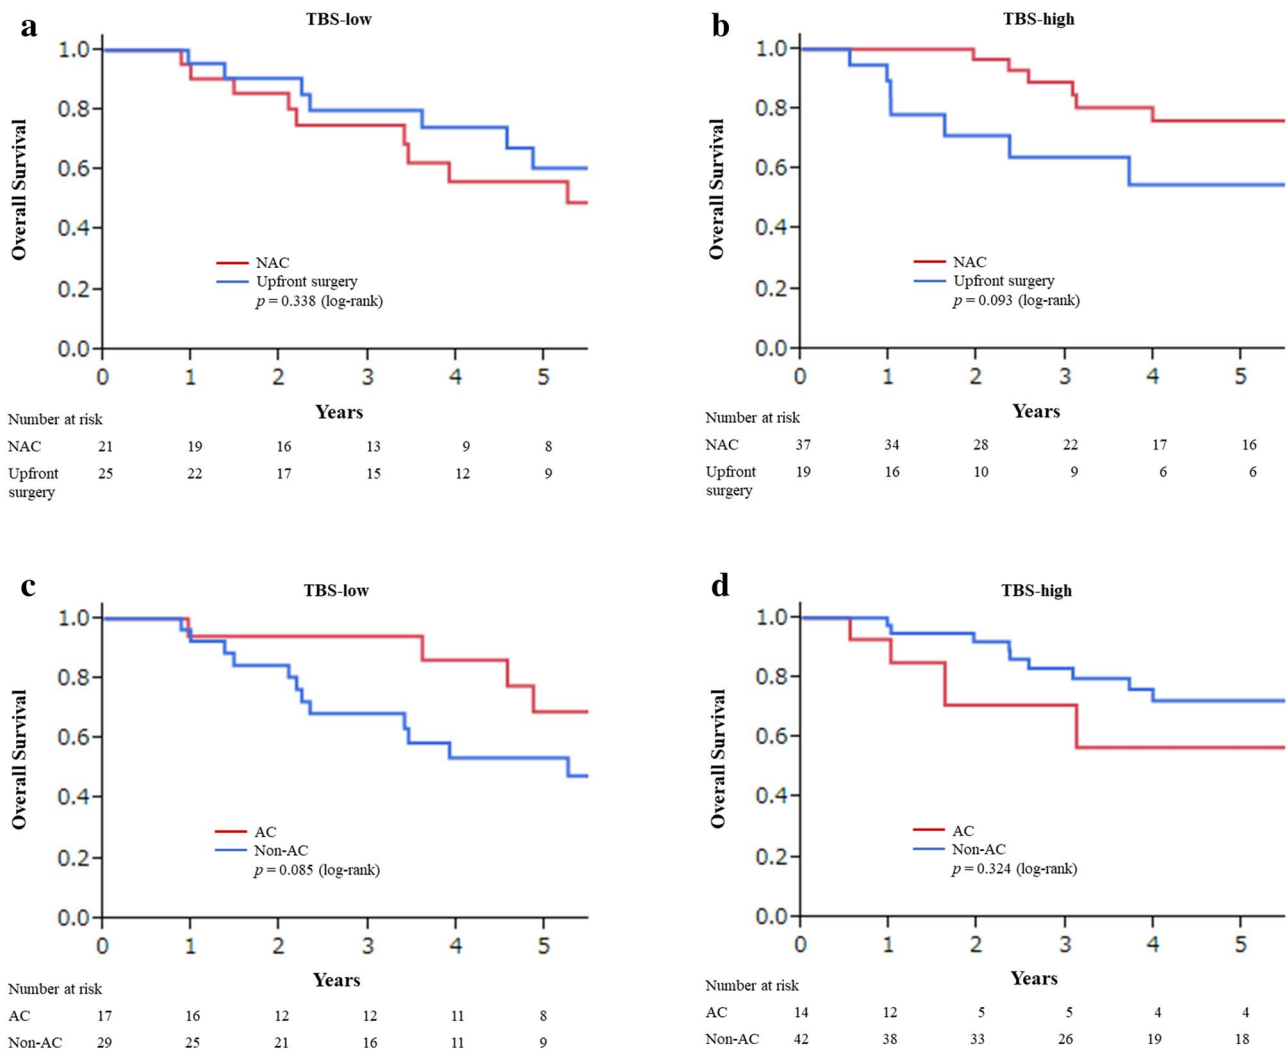 a
TBS-low
Overall Survival
1.0
0.8
0.6
0.4
0.2
0.0
NAC
Upfront surgery
p = 0.338 (log-rank)
0 1 2 3 4 5
Years
Number at risk
NAC 21 19 16 13 9 8
Upfront surgery 25 22 17 15 12 9
b
TBS-high
Overall Survival
1.0
0.8
0.6
0.4
0.2
0.0
NAC
Upfront surgery
p = 0.093 (log-rank)
0 1 2 3 4 5
Years
Number at risk
NAC 37 34 28 22 17 16
Upfront surgery 19 16 10 9 6 6
c
TBS-low
Overall Survival
1.0
0.8
0.6
0.4
0.2
0.0
AC
Non-AC
p = 0.085 (log-rank)
0 1 2 3 4 5
Years
Number at risk
AC 17 16 12 12 11 8
Non-AC 29 25 21 16 11 9
d
TBS-high
Overall Survival
1.0
0.8
0.6
0.4
0.2
0.0
AC
Non-AC
p = 0.324 (log-rank)
0 1 2 3 4 5
Years
Number at risk
AC 14 12 5 5 4 4
Non-AC 42 38 33 26 19 18